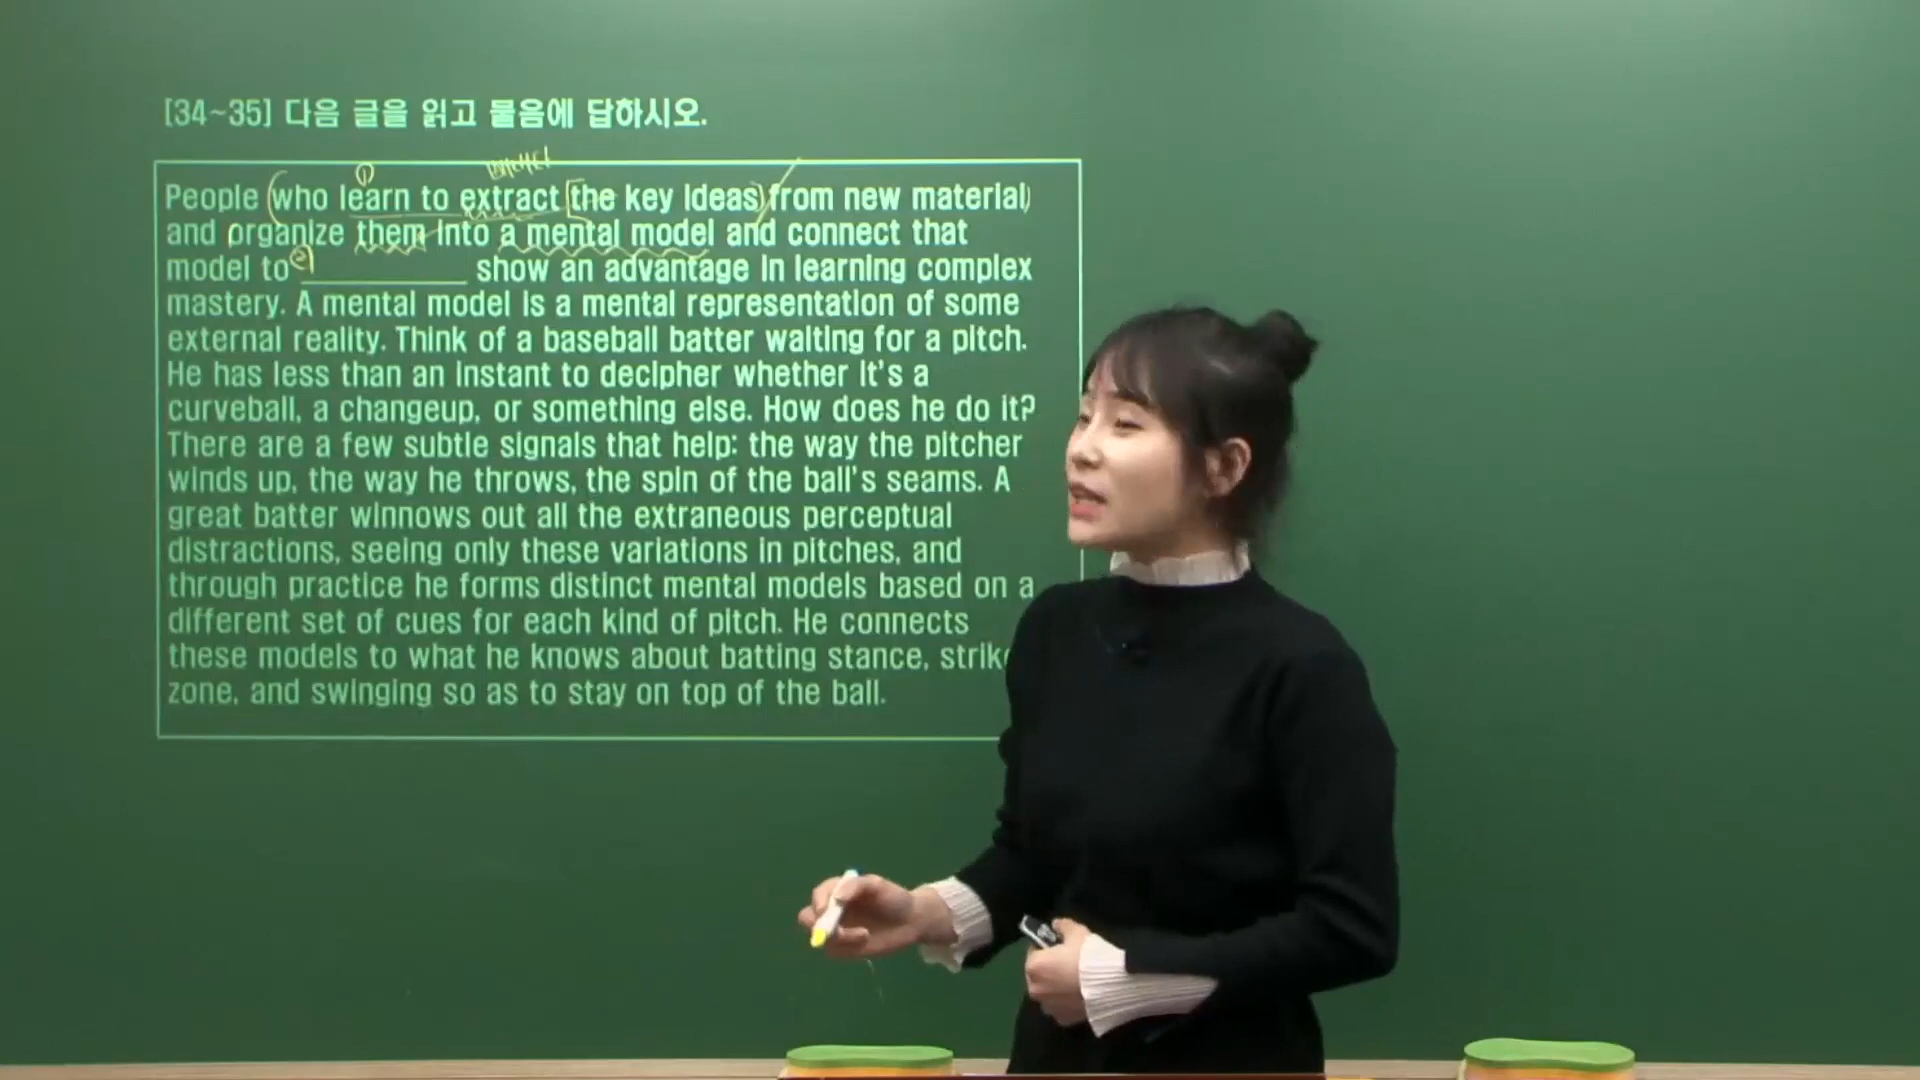 [34~35] 다음 글을 읽고 물음에 답하시오.
①
People (who learn to extract [the key ideas) from new material)
and organize them into a mental model and connect that
model to② __________ show an advantage in learning complex
mastery. A mental model is a mental representation of some
external reality. Think of a baseball batter waiting for a pitch.
He has less than an instant to decipher whether it's a
curveball, a changeup, or something else. How does he do it?
There are a few subtle signals that help: the way the pitcher
winds up, the way he throws, the spin of the ball's seams. A
great batter winnows out all the extraneous perceptual
distractions, seeing only these variations in pitches, and
through practice he forms distinct mental models based on a
different set of cues for each kind of pitch. He connects
these models to what he knows about batting stance, strik
zone, and swinging so as to stay on top of the ball.